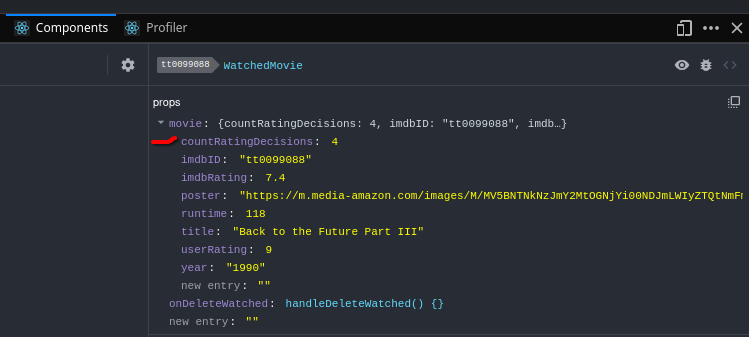 Components Profiler
tt0099088 WatchedMovie
props
movie: {countRatingDecisions: 4, imdbID: "tt0099088", imdb…}
countRatingDecisions: 4
imdbID: "tt0099088"
imdbRating: 7.4
poster: "https://m.media-amazon.com/images/M/MV5BNTNkNzJmY2MtOGNjYi00NDJmLWIyZTQtNmFm
runtime: 118
title: "Back to the Future Part III"
userRating: 9
year: "1990"
new entry: ""
onDeleteWatched: handleDeleteWatched() {}
new entry: ""